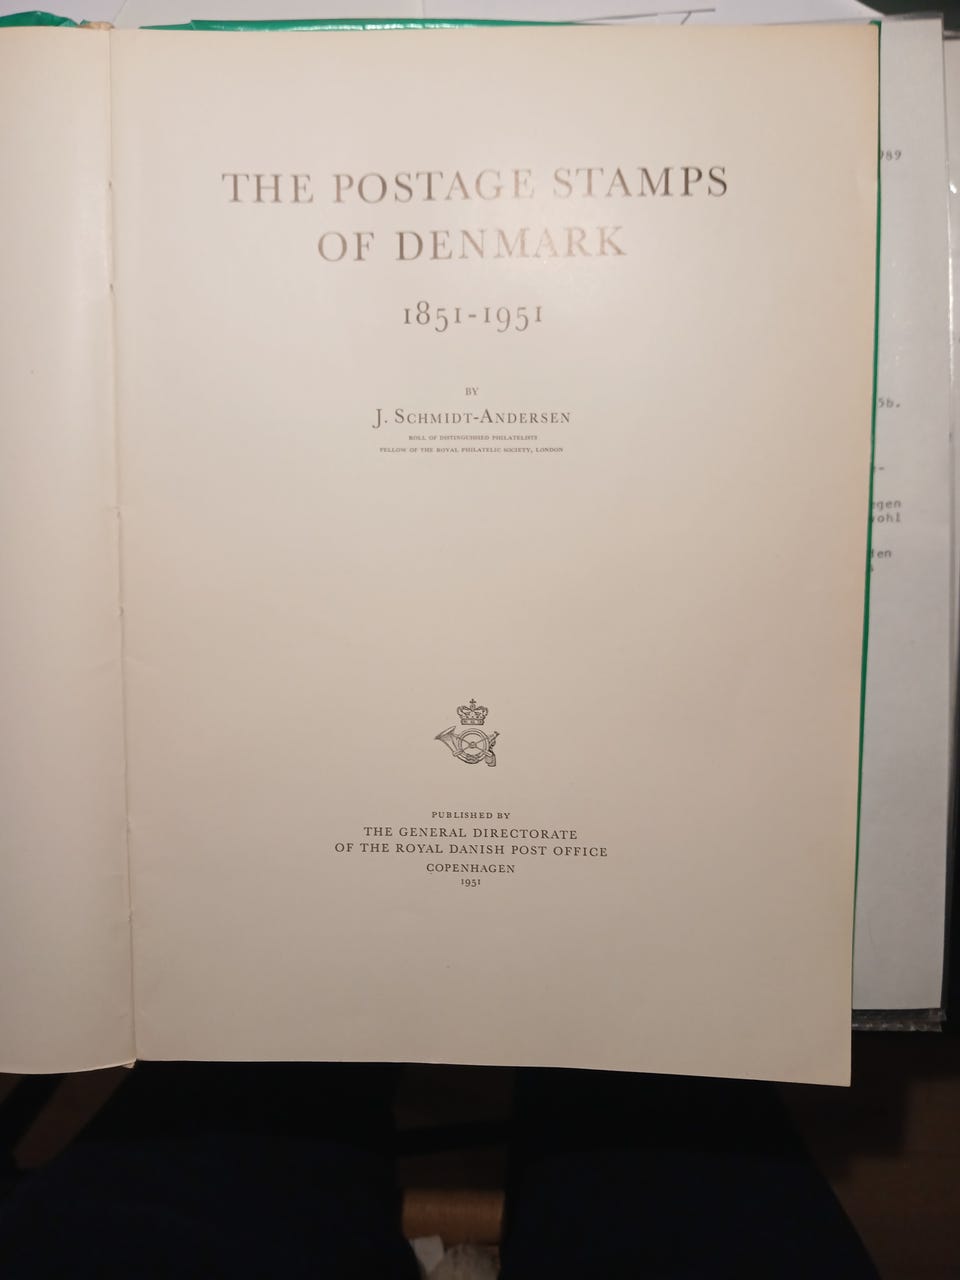 THE POSTAGE STAMPS
OF DENMARK
1851-1951
BY
J. SCHMIDT-ANDERSEN
ROLL OF DISTINGUISHED PHILATELISTS
FELLOW OF THE ROYAL PHILATELIC SOCIETY, LONDON
PUBLISHED BY
THE GENERAL DIRECTORATE
OF THE ROYAL DANISH POST OFFICE
COPENHAGEN
1951